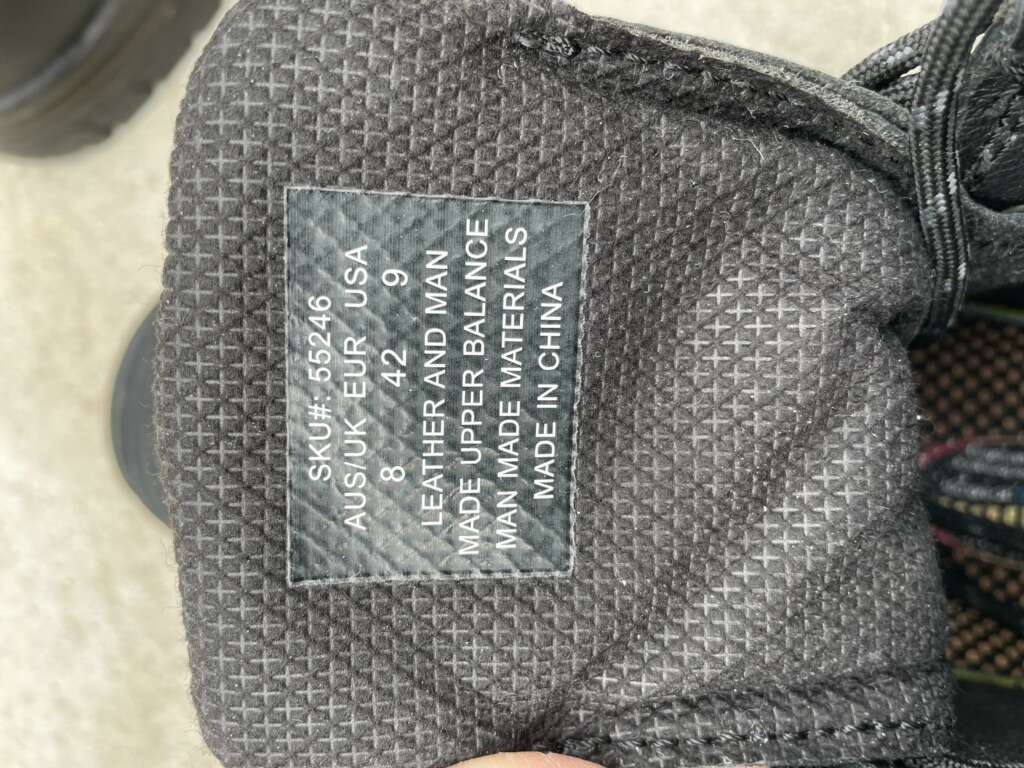 SKU#: 55246
AUS/UK EUR USA
8 42 9
LEATHER AND MAN
MADE UPPER BALANCE
MAN MADE MATERIALS
MADE IN CHINA